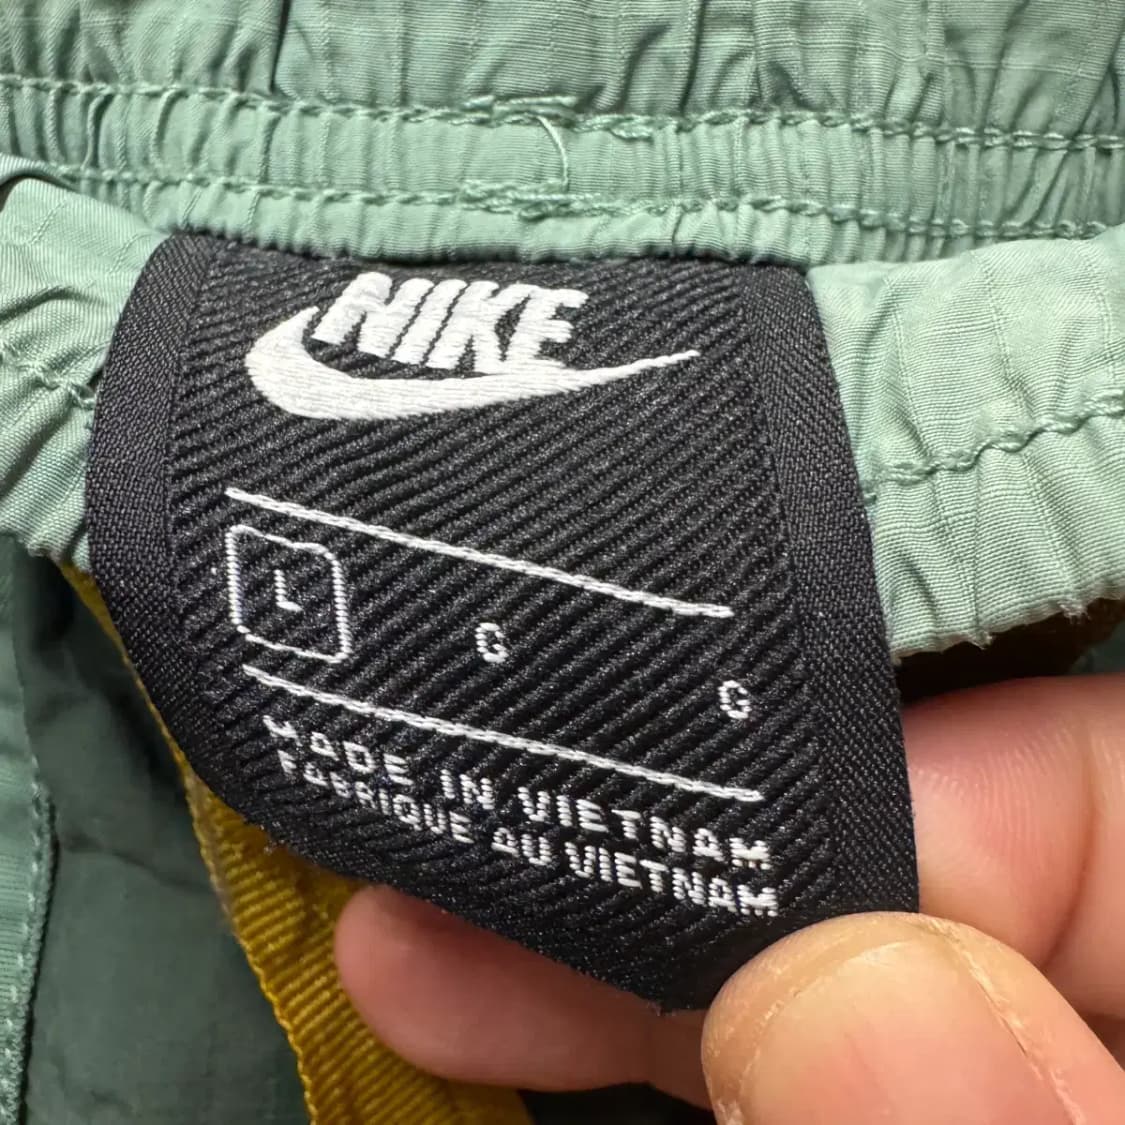 NIKE
L G G
MADE IN VIETNAM
FABRIQUE AU VIETNAM